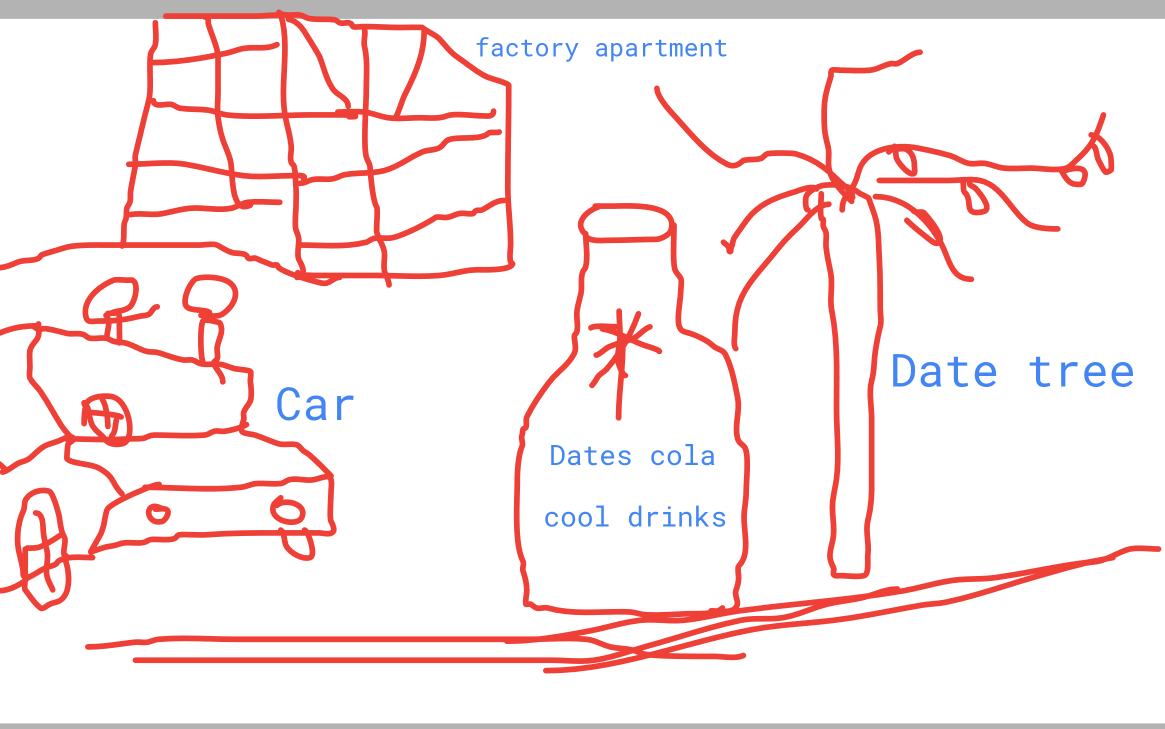 factory apartment
Date tree
Car
Dates cola
cool drinks